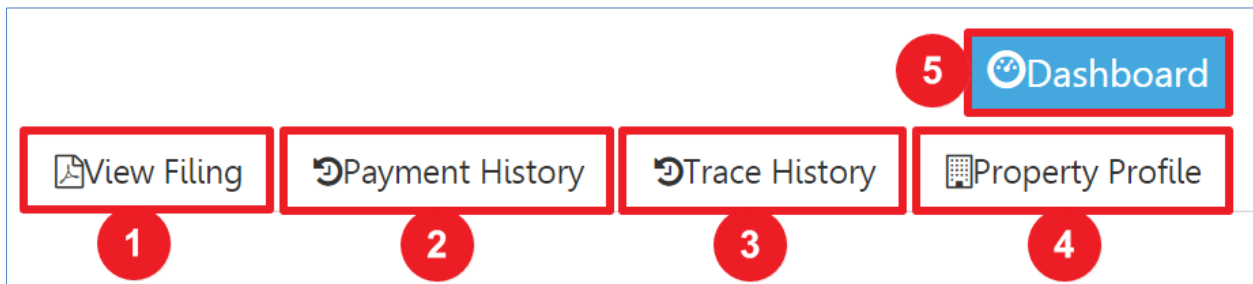 5 Dashboard
View Filing Payment History Trace History Property Profile
1 2 3 4